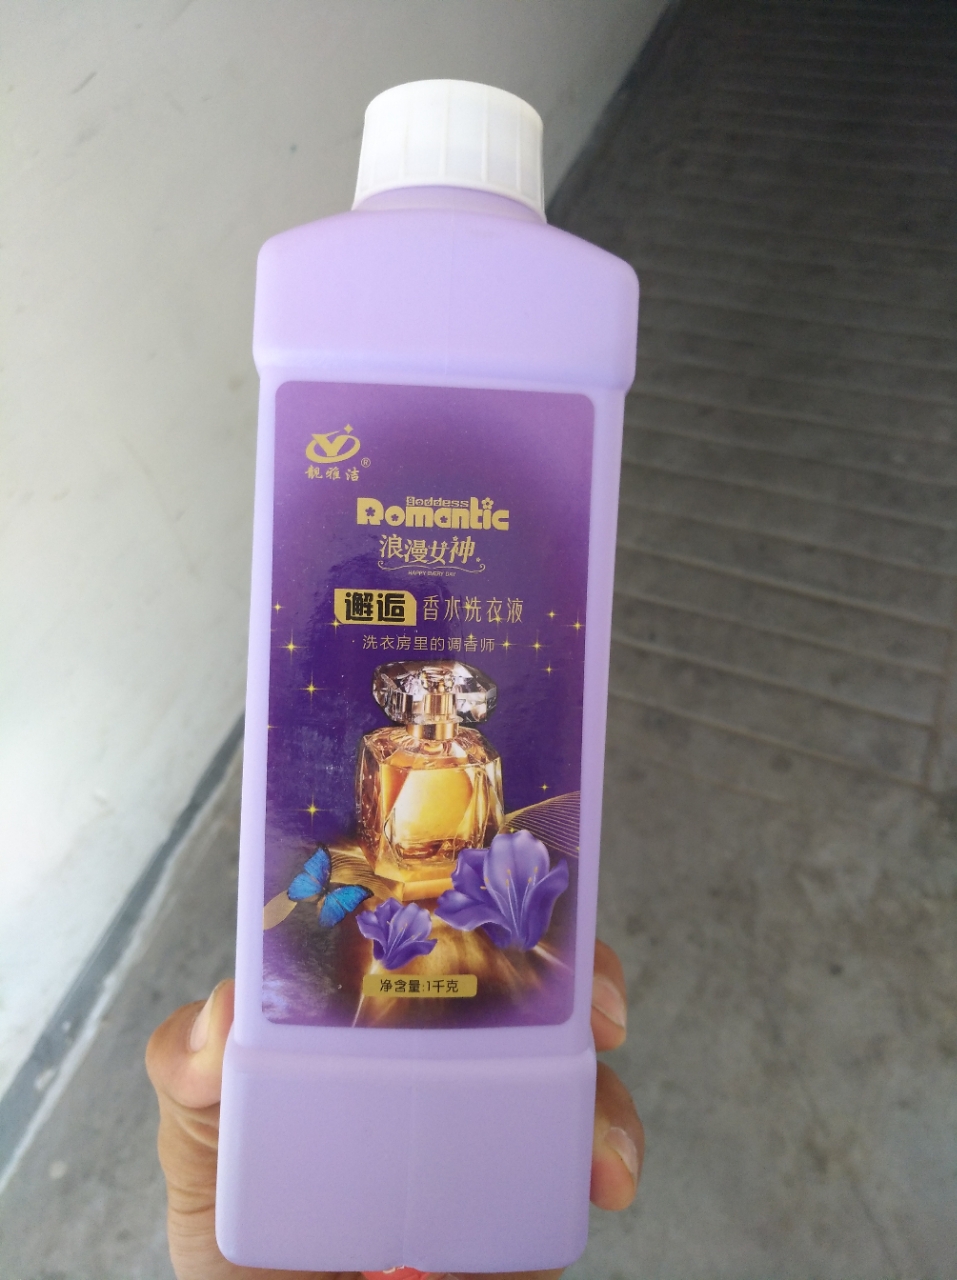 靓雅洁®
Goddess
Romantic
浪漫女神
HAPPY EVERY DAY
邂逅 香水洗衣液
·洗衣房里的调香师·
净含量:1千克